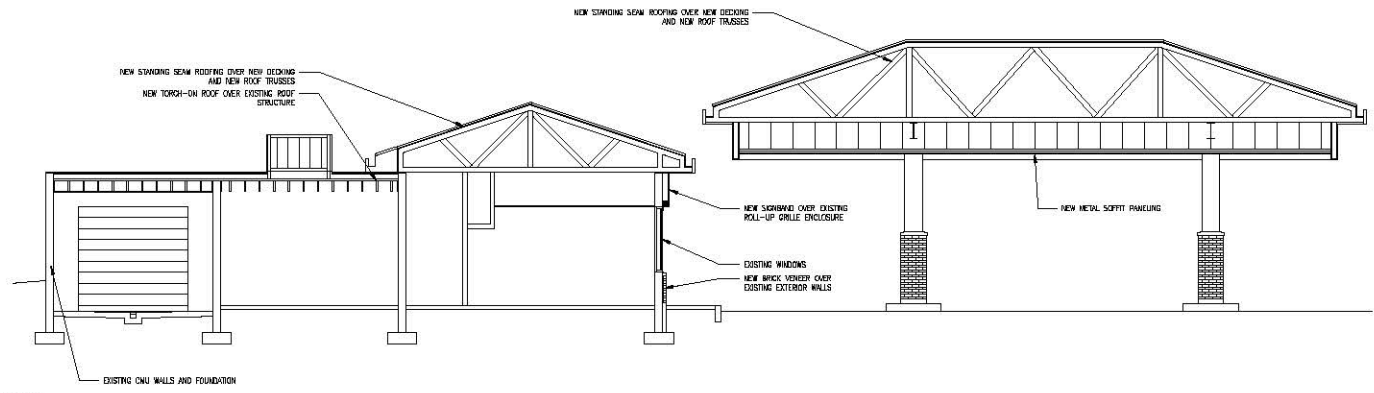 NEW STANDING SEAM ROOFING OVER NEW DECKING
AND NEW ROOF TRUSSES
NEW STANDING SEAM ROOFING OVER NEW DECKING
AND NEW ROOF TRUSSES
NEW TORCH-ON ROOF OVER EXISTING ROOF
STRUCTURE
NEW SIGNBAND OVER EXISTING
ROLL-UP GRILLE ENCLOSURE
NEW METAL SOFFIT PANELING
EXISTING WINDOWS
NEW BRICK VENEER OVER
EXISTING EXTERIOR WALLS
EXISTING CMU WALLS AND FOUNDATION